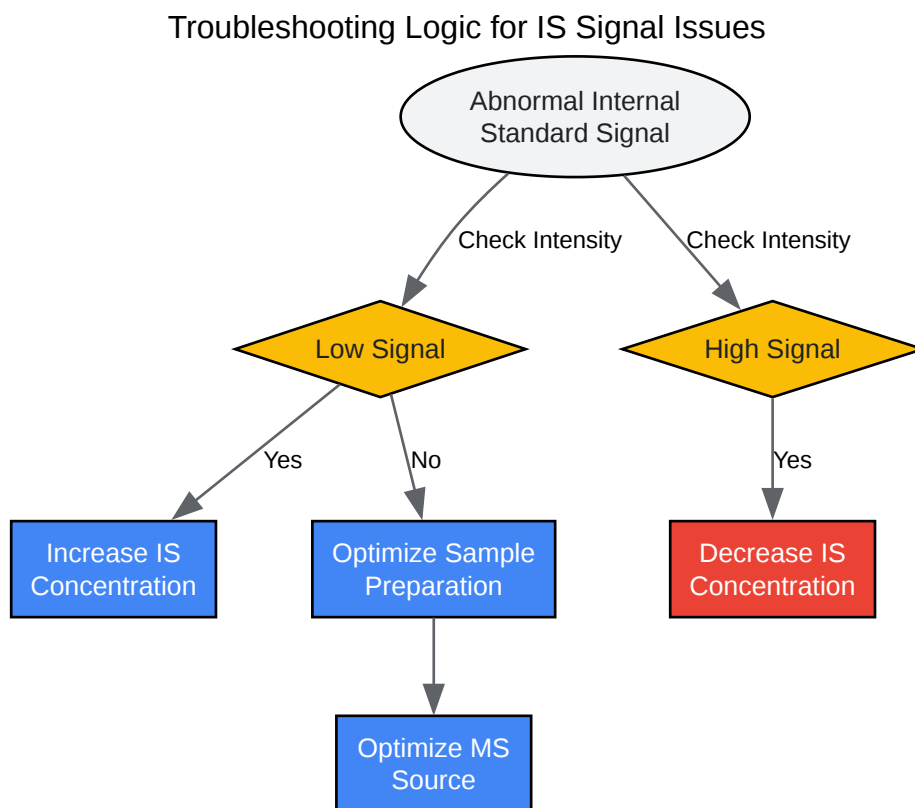 Troubleshooting Logic for IS Signal Issues
Abnormal Internal
Standard Signal
Check Intensity
Check Intensity
Low Signal
High Signal
Yes
No
Yes
Increase IS
Concentration
Optimize Sample
Preparation
Decrease IS
Concentration
Optimize MS
Source